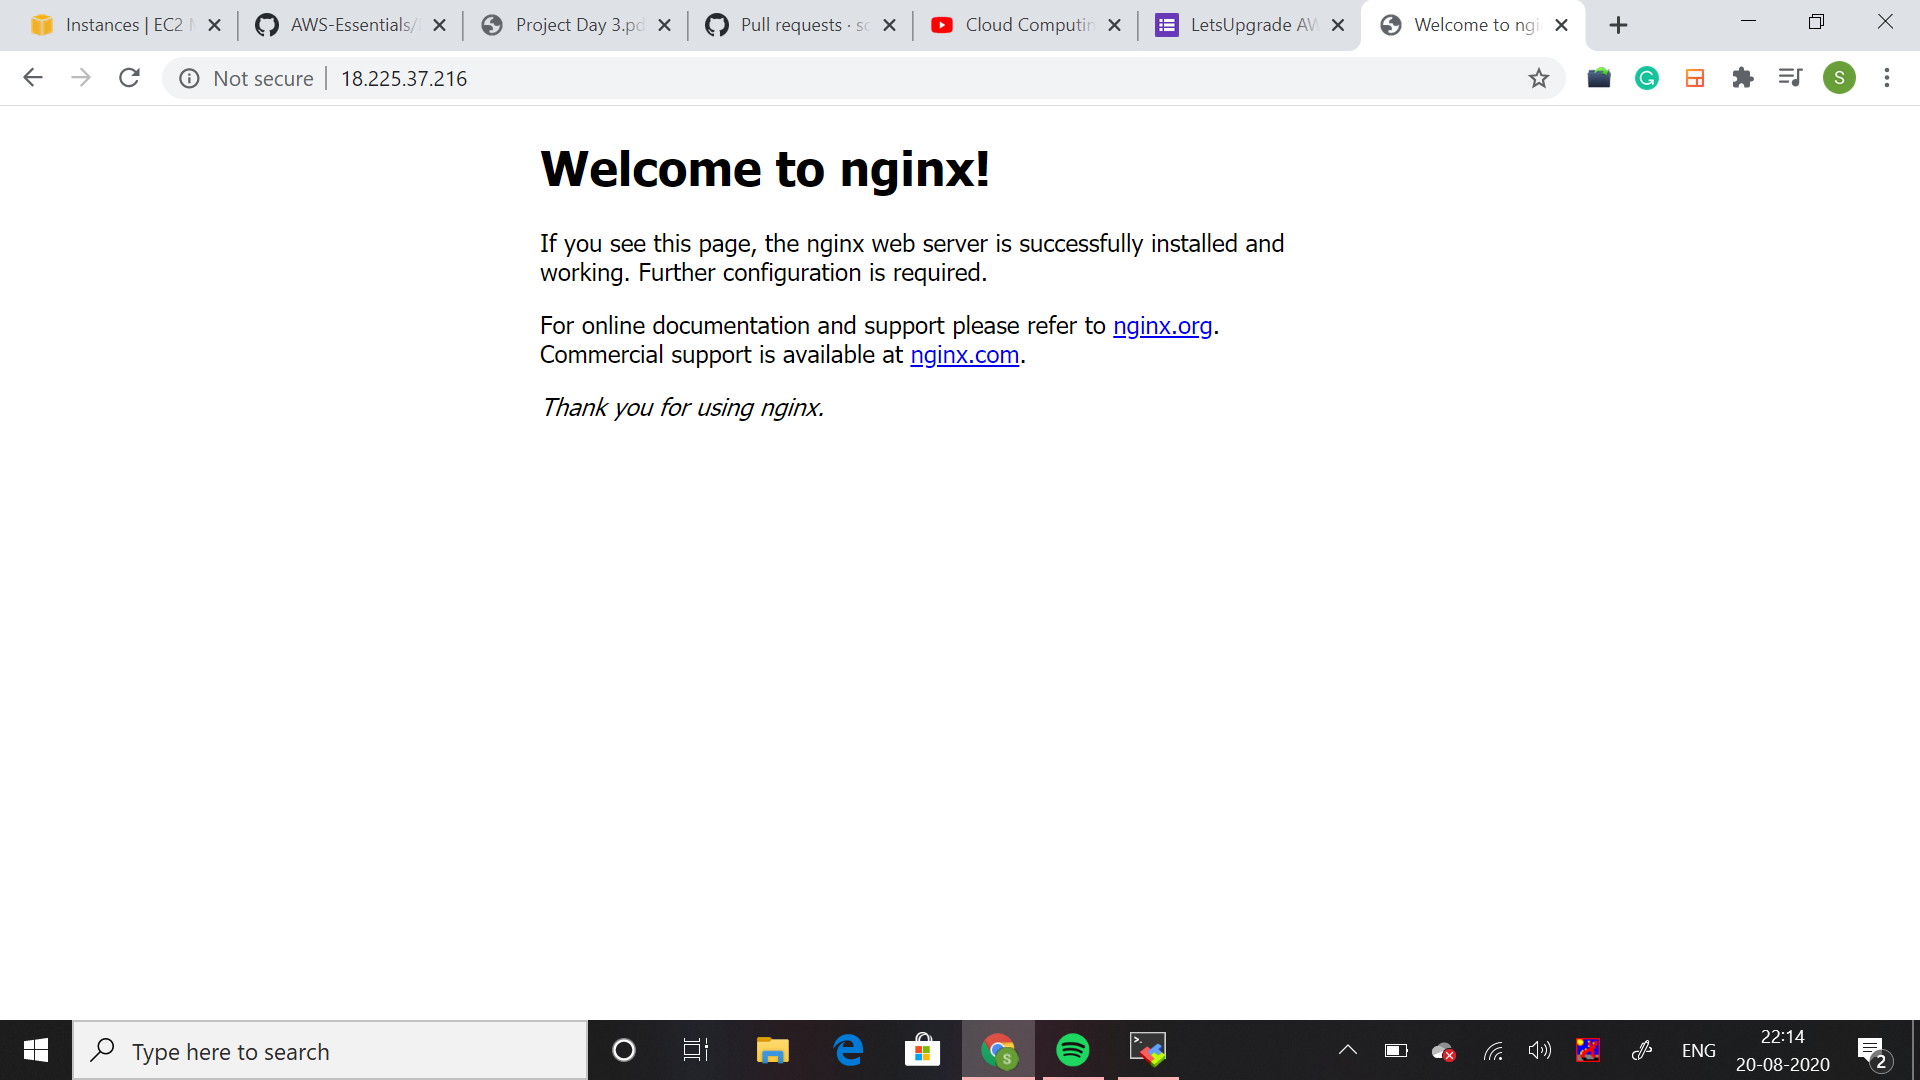 Instances | EC2 M
AWS-Essentials/
Project Day 3.pd
Pull requests · sc
Cloud Computin
LetsUpgrade AW
Welcome to ngi
Not secure
18.225.37.216
S
Welcome to nginx!
If you see this page, the nginx web server is successfully installed and
working. Further configuration is required.
For online documentation and support please refer to nginx.org.
Commercial support is available at nginx.com.
Thank you for using nginx.
Type here to search
S
ENG
22:14
20-08-2020
2